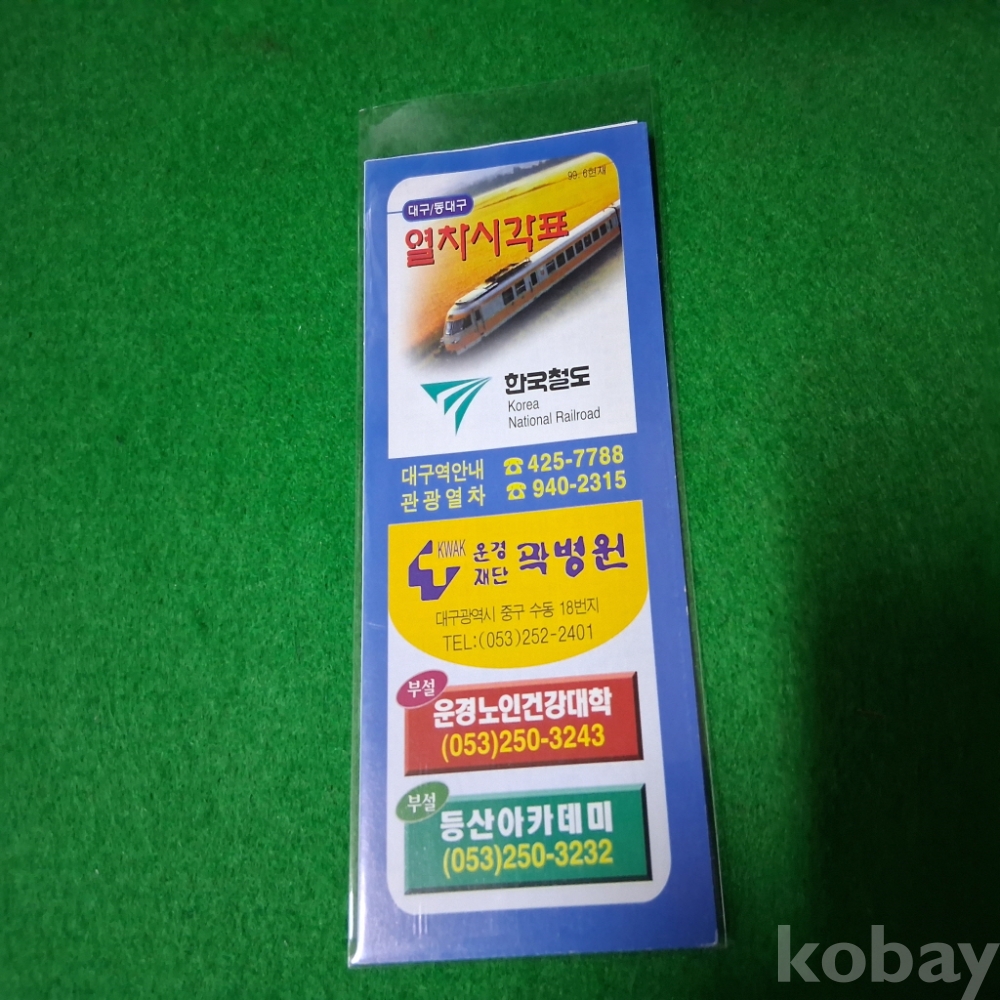 99. 6현재
대구/동대구
열차시각표
한국철도
Korea
National Railroad
대구역안내 ☎425-7788
관광열차 ☎940-2315
KWAK 운경재단 곽병원
대구광역시 중구 수동 18번지
TEL:(053)252-2401
부설
운경노인건강대학
(053)250-3243
부설
등산아카데미
(053)250-3232
kobay